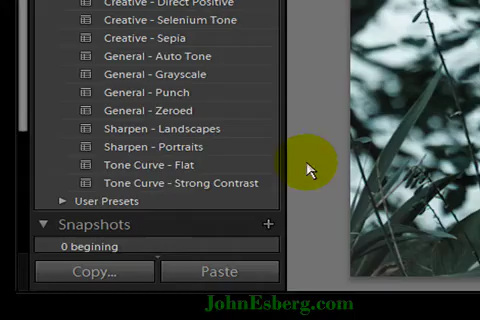 Creative - Direct Positive
Creative - Selenium Tone
Creative - Sepia
General - Auto Tone
General - Grayscale
General - Punch
General - Zeroed
Sharpen - Landscapes
Sharpen - Portraits
Tone Curve - Flat
Tone Curve - Strong Contrast
User Presets
Snapshots +
0 begining
Copy... Paste
JohnEsberg.com